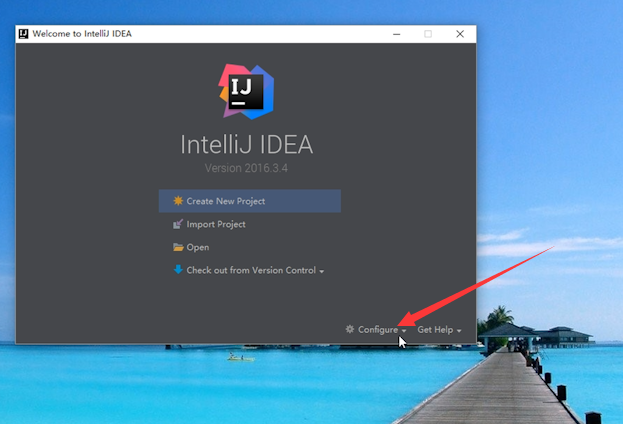 Welcome to IntelliJ IDEA
IJ
IntelliJ IDEA
Version 2016.3.4
Create New Project
Import Project
Open
Check out from Version Control
Configure Get Help